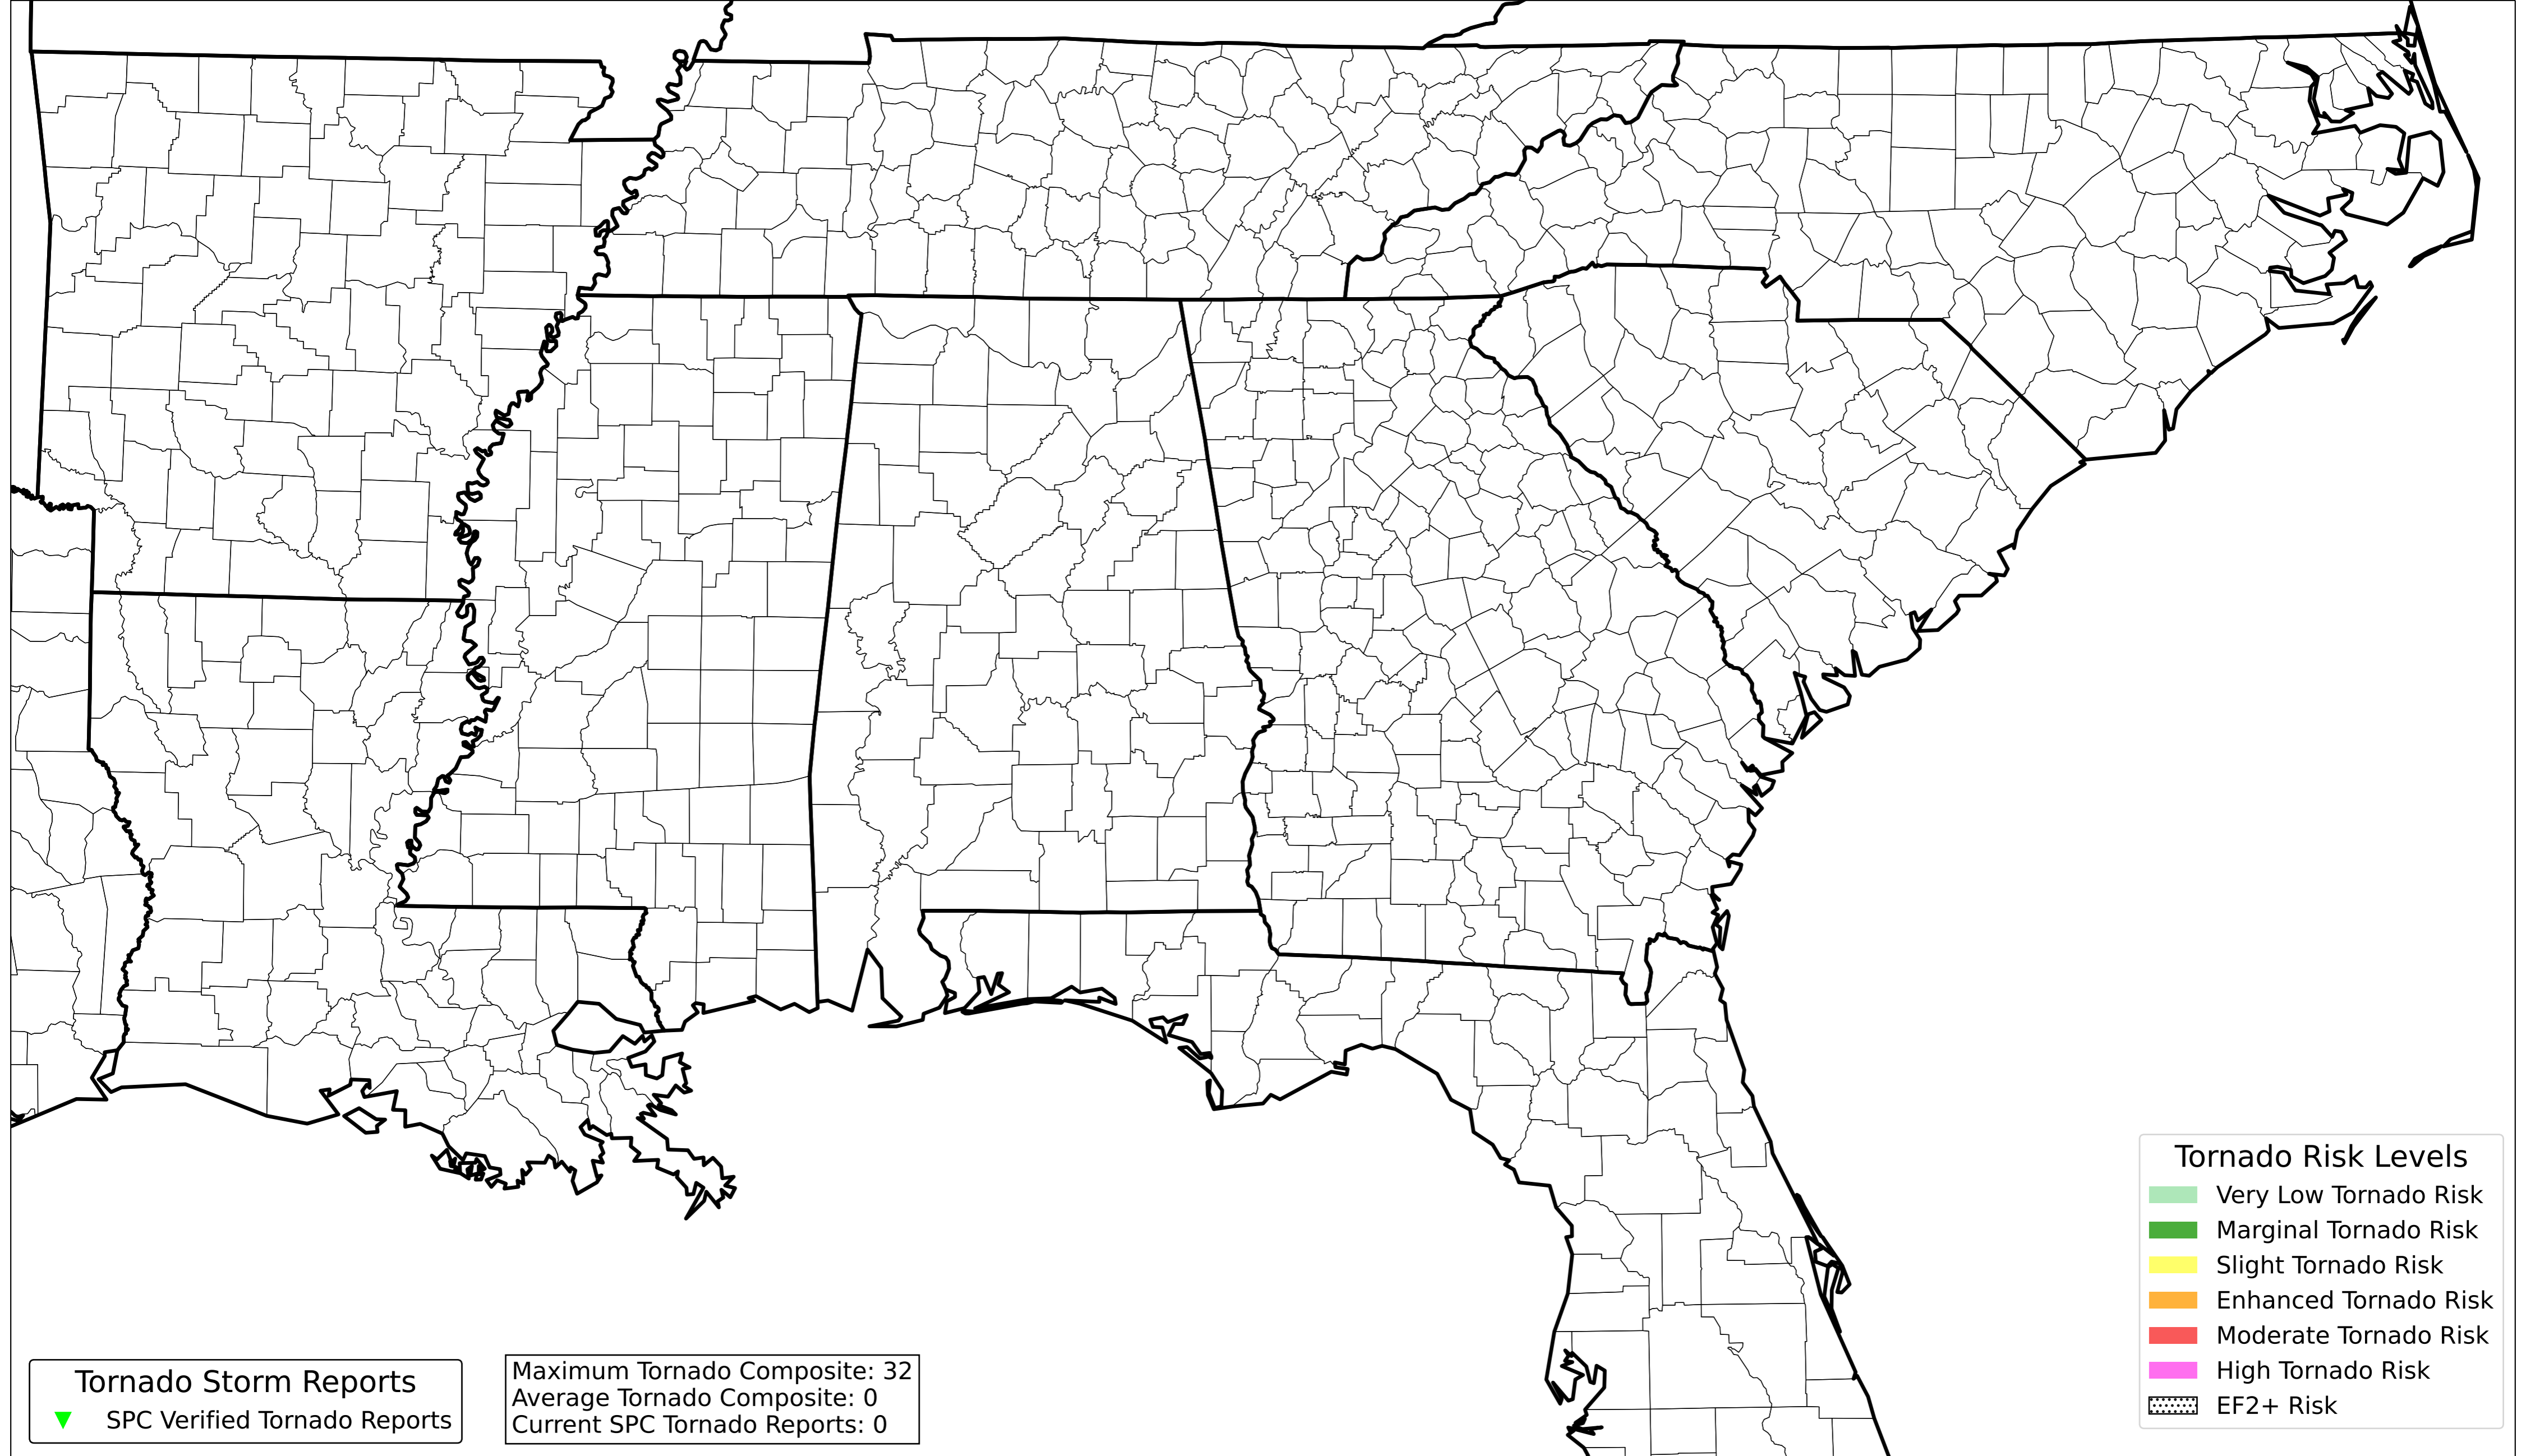 Tornado Risk Levels
Very Low Tornado Risk
Marginal Tornado Risk
Slight Tornado Risk
Enhanced Tornado Risk
Moderate Tornado Risk
High Tornado Risk
EF2+ Risk
Tornado Storm Reports
SPC Verified Tornado Reports
Maximum Tornado Composite: 32
Average Tornado Composite: 0
Current SPC Tornado Reports: 0